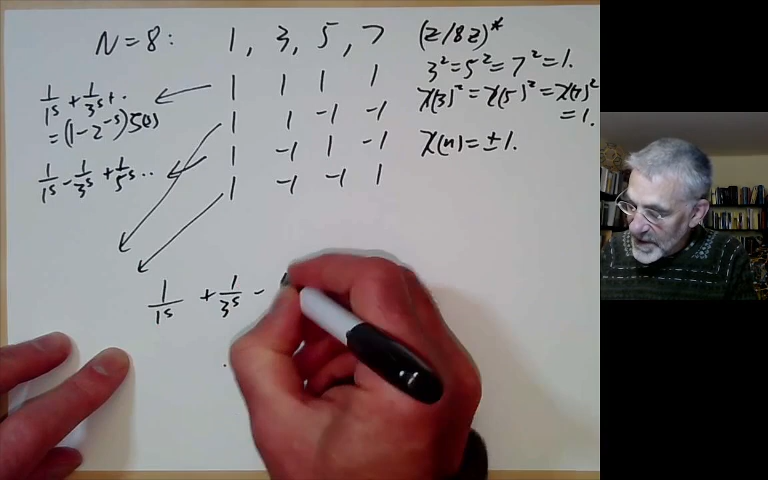 N=8: 1, 3, 5, 7 (Z/8Z)*
3² = 5² = 7² = 1.
1 1 1 1
χ(3)² = χ(5)² = χ(7)² = 1.
1/1ˢ + 1/3ˢ + ..
= (1-2⁻ˢ) ζ(s)
1 1 -1 -1
χ(n) = ±1.
1 -1 1 -1
1/1ˢ - 1/3ˢ + 1/5ˢ ..
1 -1 -1 1
1/1ˢ + 1/3ˢ -